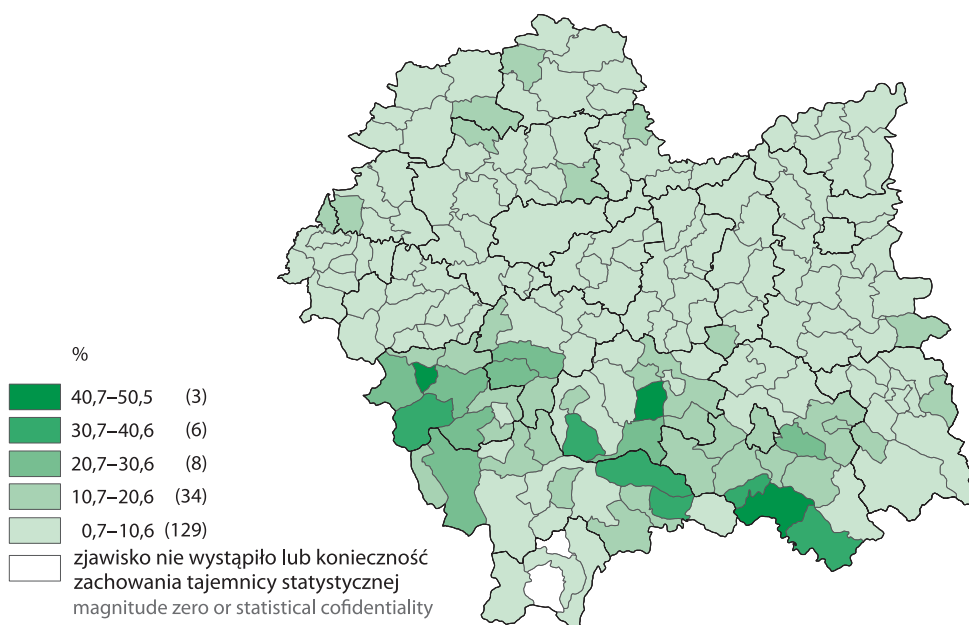 %
40,7–50,5 (3)
30,7–40,6 (6)
20,7–30,6 (8)
10,7–20,6 (34)
0,7–10,6 (129)
zjawisko nie wystąpiło lub konieczność
zachowania tajemnicy statystycznej
magnitude zero or statistical cofidentiality